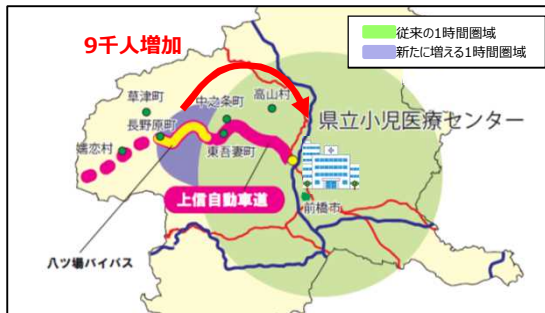 9千人増加
従来の1時間圏域
新たに増える1時間圏域
草津町
中之条町
高山村
長野原町
県立小児医療センター
嬬恋村
東吾妻町
上信自動車道
前橋市
八ツ場バイパス